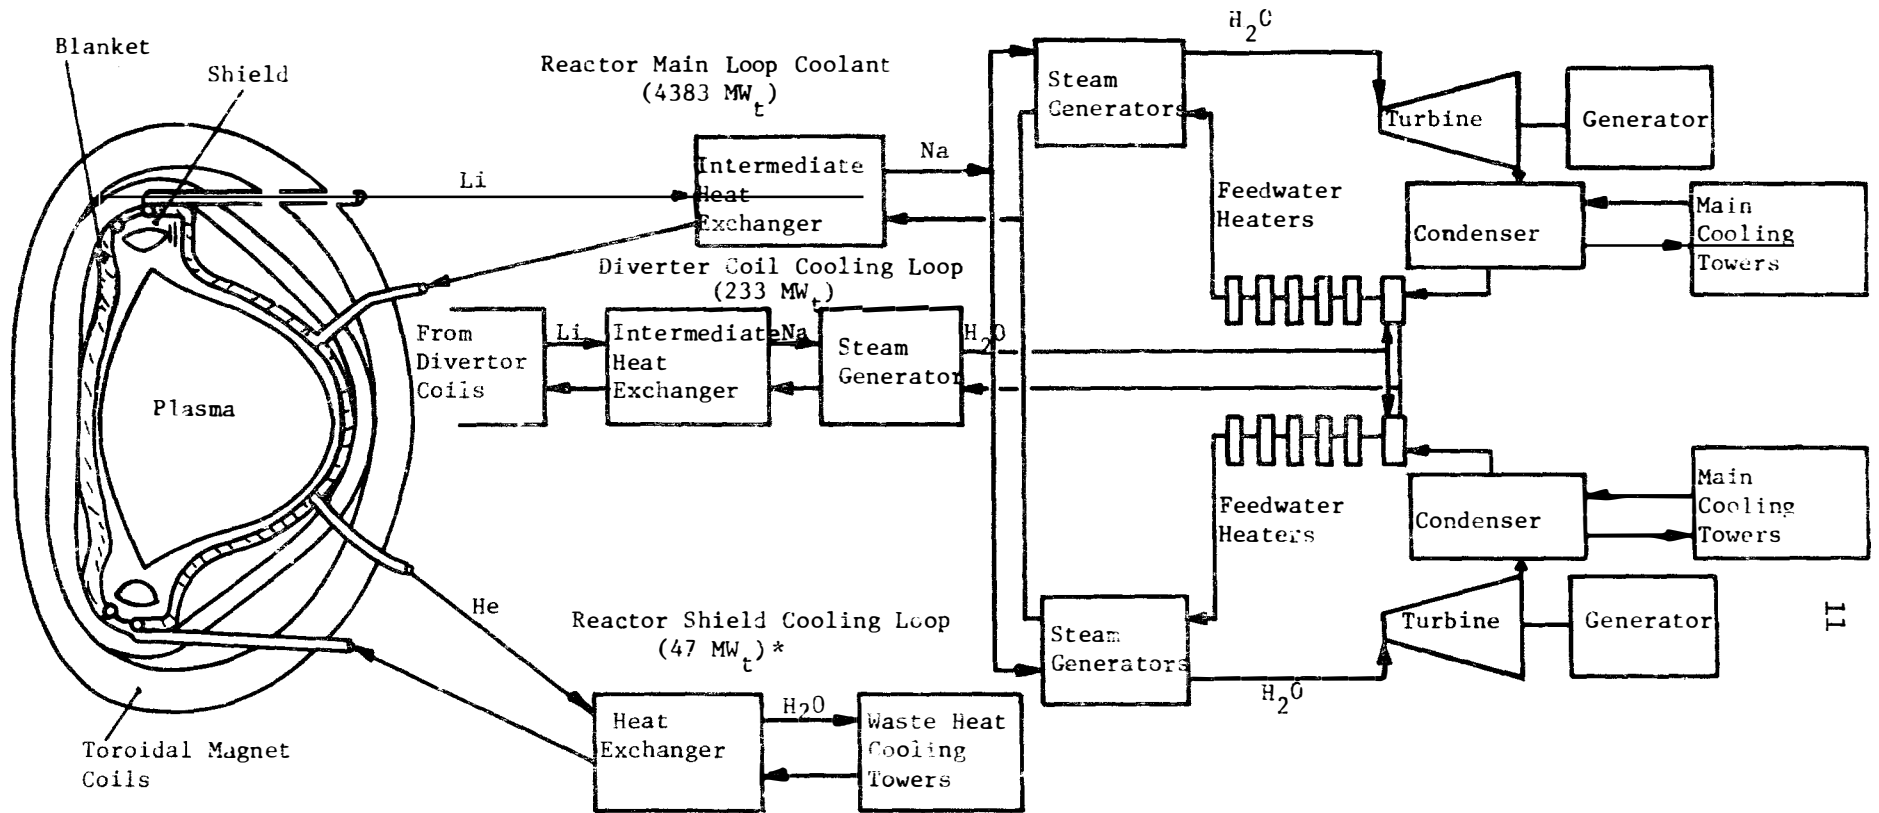 Blanket
Shield
Reactor Main Loop Coolant
(4383 MWt)
H2O
Steam
Generators
Turbine
Generator
Intermediate
Heat
Exchanger
Na
Li
Feedwater
Heaters
Condenser
Main
Cooling
Towers
Diverter Coil Cooling Loop
(233 MWt)
From
Divertor
Coils
Li
Intermediate
Heat
Exchanger
Na
Steam
Generator
H2O
Plasma
Feedwater
Heaters
Condenser
Main
Cooling
Towers
He
Reactor Shield Cooling Loop
(47 MWt)*
Steam
Generators
H2O
Turbine
Generator
11
Toroidal Magnet
Coils
Heat
Exchanger
H2O
Waste Heat
Cooling
Towers